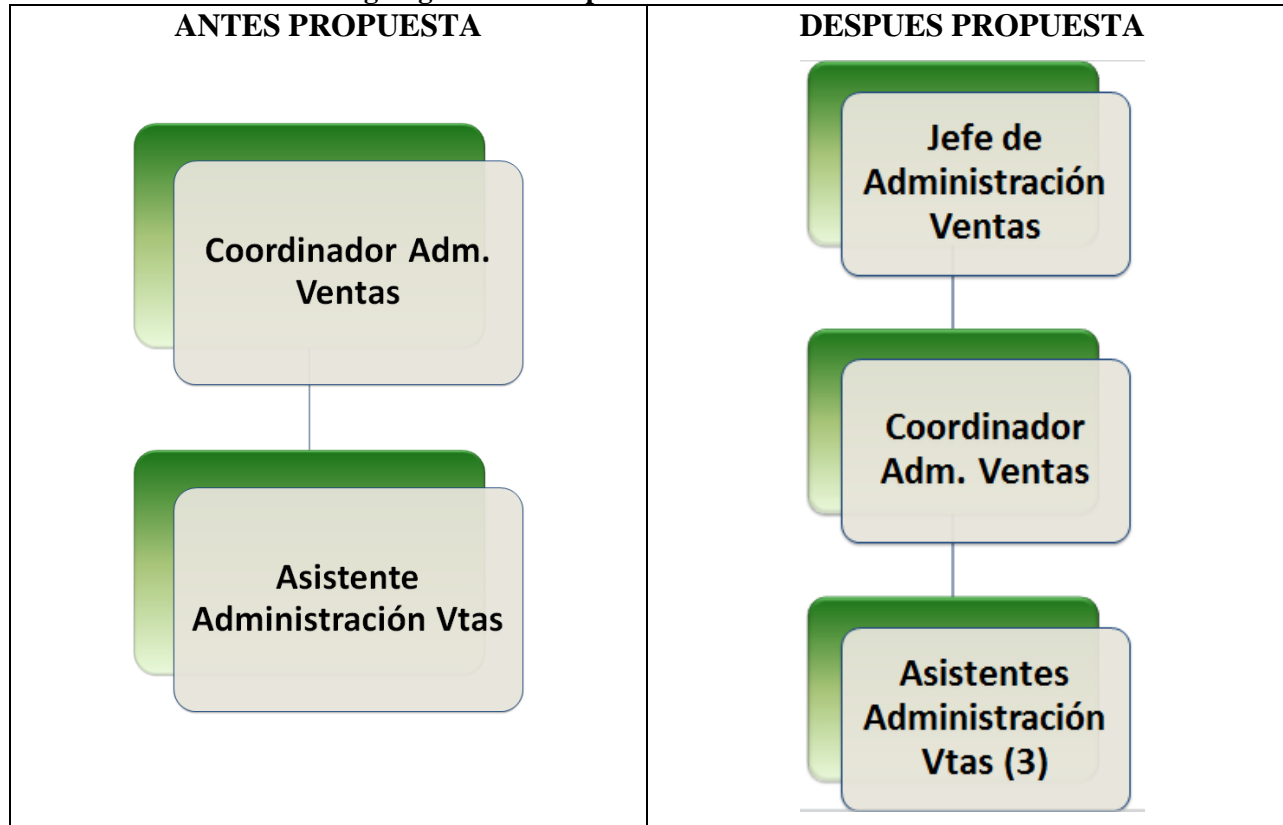 ANTES PROPUESTA
Coordinador Adm.
Ventas
Asistente
Administración Vtas
DESPUES PROPUESTA
Jefe de
Administración
Ventas
Coordinador
Adm. Ventas
Asistentes
Administración
Vtas (3)